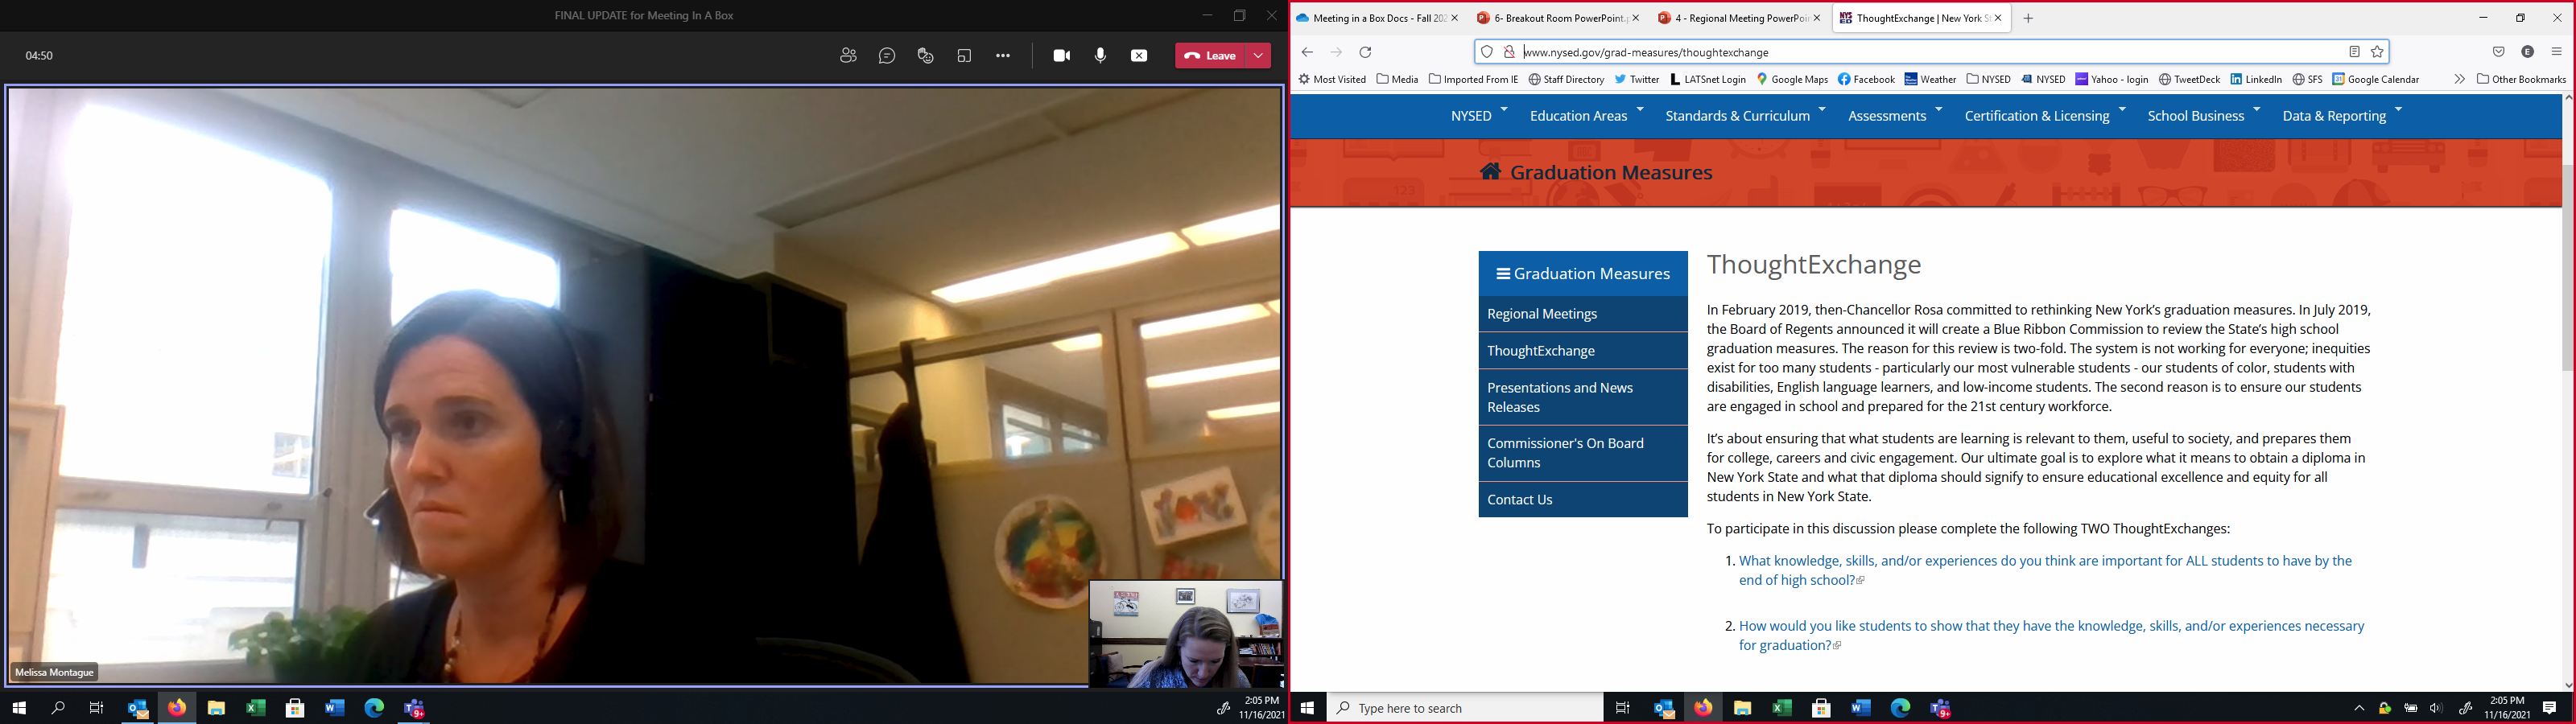 FINAL UPDATE for Meeting In A Box
04:50
Leave
Melissa Montague
2:05 PM
11/16/2021
Meeting in a Box Docs - Fall 202
6- Breakout Room PowerPoint.p
4 - Regional Meeting PowerPoin
NYS ED
ThoughtExchange | New York St
www.nysed.gov/grad-measures/thoughtexchange
Most Visited
Media
Imported From IE
Staff Directory
Twitter
LATSnet Login
Google Maps
Facebook
Weather
NYSED
NYSED
Yahoo - login
TweetDeck
LinkedIn
SFS
Google Calendar
Other Bookmarks
NYSED
Education Areas
Standards & Curriculum
Assessments
Certification & Licensing
School Business
Data & Reporting
Graduation Measures
Graduation Measures
Regional Meetings
ThoughtExchange
Presentations and News
Releases
Commissioner's On Board
Columns
Contact Us
ThoughtExchange
In February 2019, then-Chancellor Rosa committed to rethinking New York's graduation measures. In July 2019,
the Board of Regents announced it will create a Blue Ribbon Commission to review the State's high school
graduation measures. The reason for this review is two-fold. The system is not working for everyone; inequities
exist for too many students - particularly our most vulnerable students - our students of color, students with
disabilities, English language learners, and low-income students. The second reason is to ensure our students
are engaged in school and prepared for the 21st century workforce.
It's about ensuring that what students are learning is relevant to them, useful to society, and prepares them
for college, careers and civic engagement. Our ultimate goal is to explore what it means to obtain a diploma in
New York State and what that diploma should signify to ensure educational excellence and equity for all
students in New York State.
To participate in this discussion please complete the following TWO ThoughtExchanges:
1. What knowledge, skills, and/or experiences do you think are important for ALL students to have by the
end of high school?
2. How would you like students to show that they have the knowledge, skills, and/or experiences necessary
for graduation?
Type here to search
2:05 PM
11/16/2021